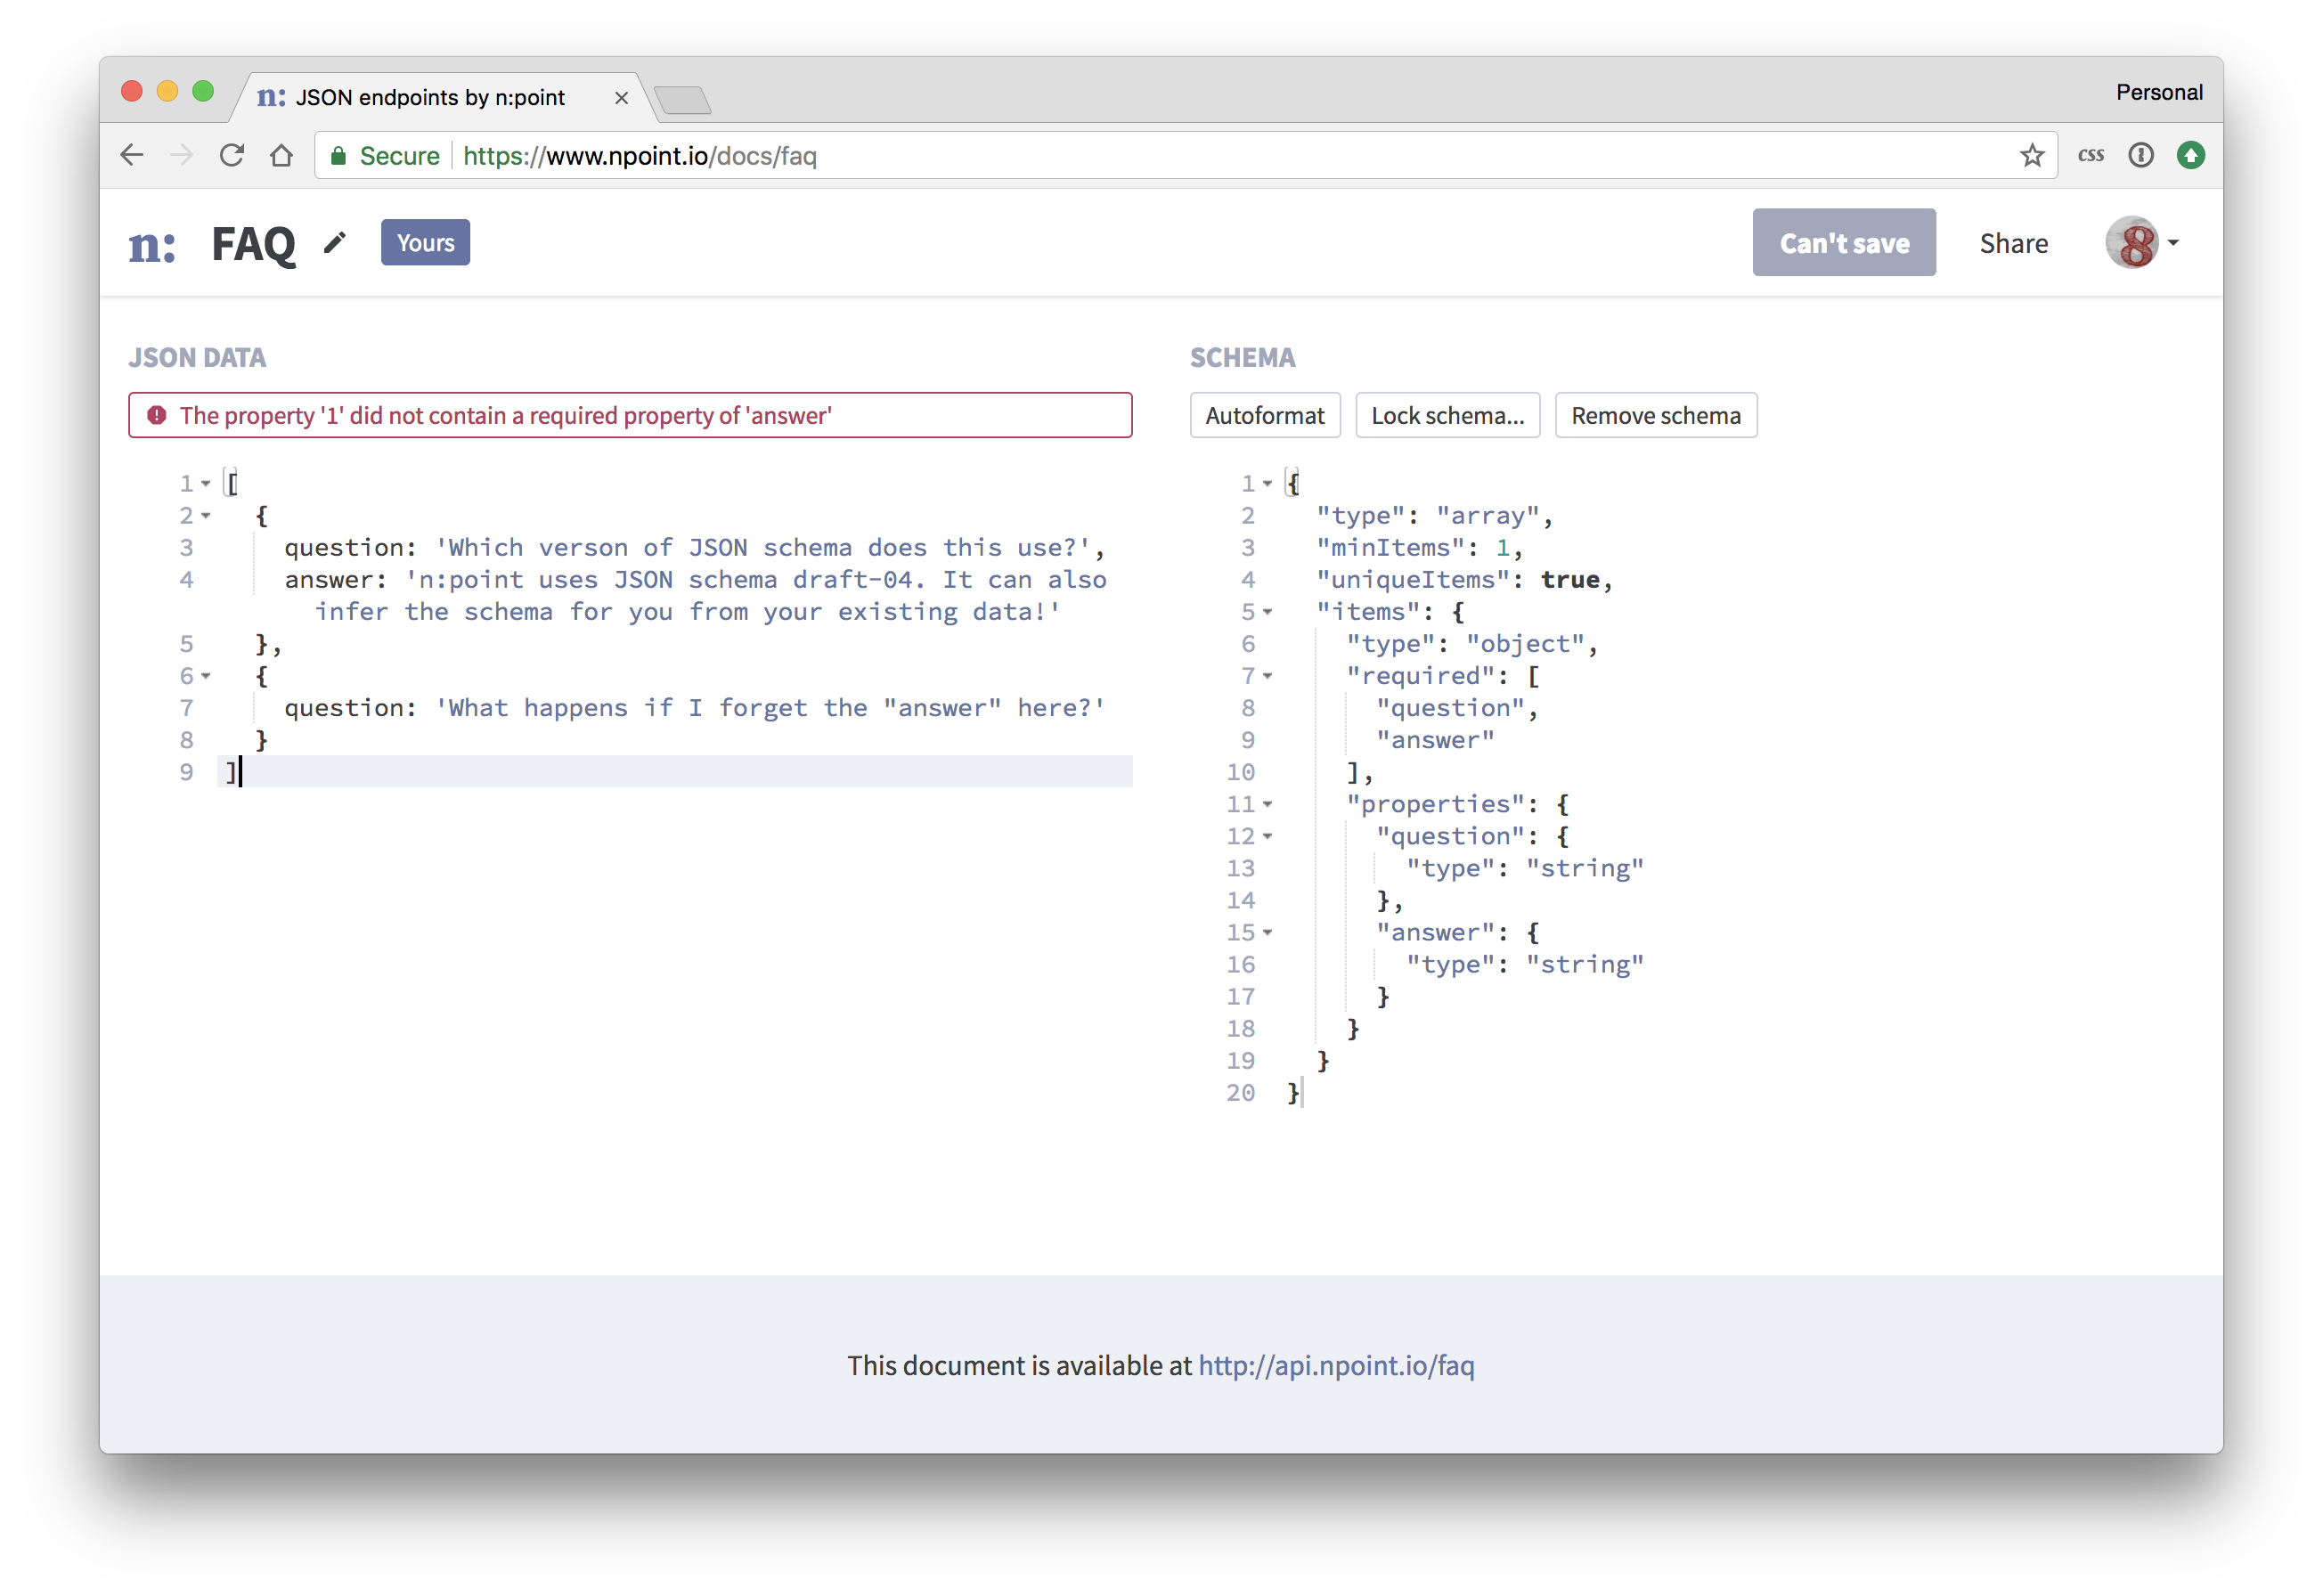 n: JSON endpoints by n:point
Personal
Secure https://www.npoint.io/docs/faq
css
n: FAQ Yours Can't save Share 8
JSON DATA
The property '1' did not contain a required property of 'answer'
1 [
2 {
3 question: 'Which verson of JSON schema does this use?',
4 answer: 'n:point uses JSON schema draft-04. It can also
infer the schema for you from your existing data!'
5 },
6 {
7 question: 'What happens if I forget the "answer" here?'
8 }
9 ]
SCHEMA
Autoformat Lock schema... Remove schema
1 {
2 "type": "array",
3 "minItems": 1,
4 "uniqueItems": true,
5 "items": {
6 "type": "object",
7 "required": [
8 "question",
9 "answer"
10 ],
11 "properties": {
12 "question": {
13 "type": "string"
14 },
15 "answer": {
16 "type": "string"
17 }
18 }
19 }
20 }
This document is available at http://api.npoint.io/faq